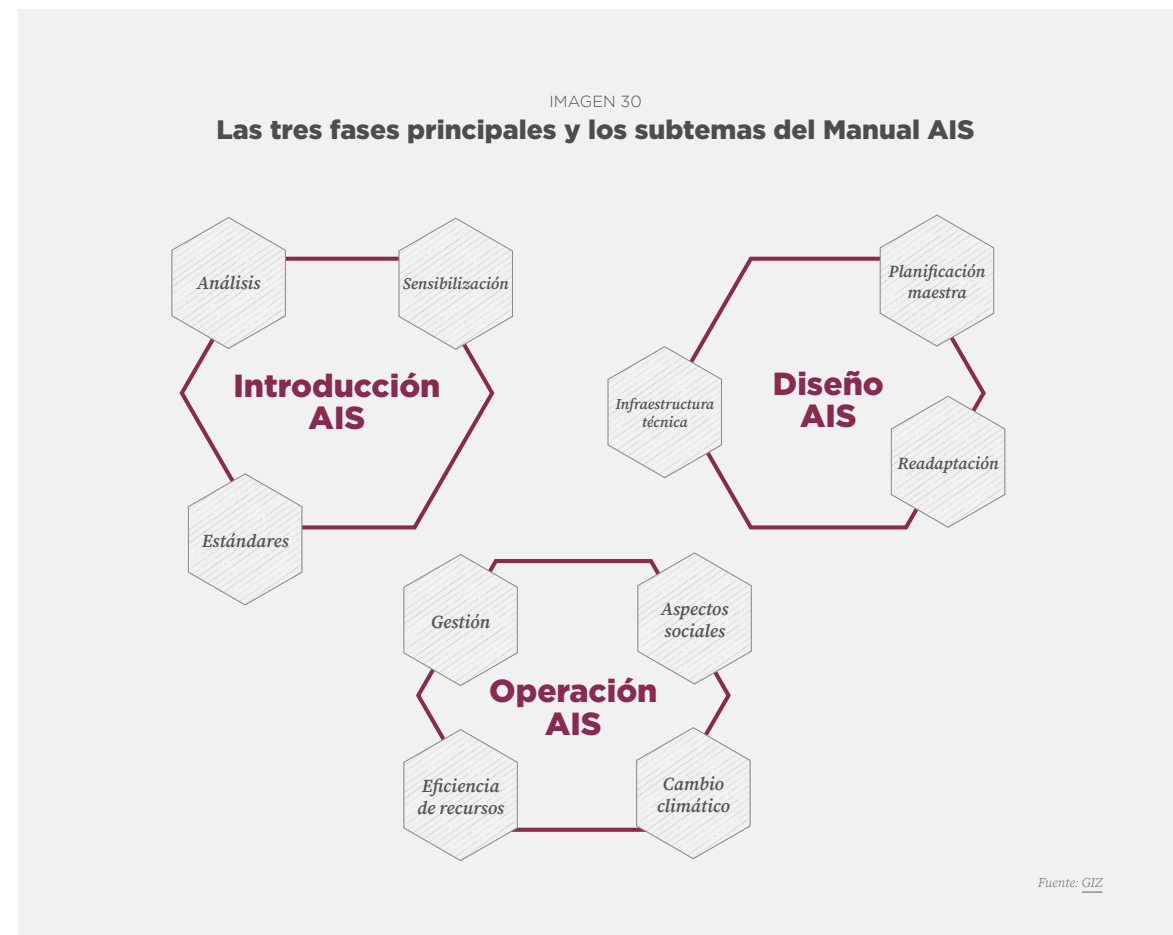 IMAGEN 30
Las tres fases principales y los subtemas del Manual AIS
Análisis
Sensibilización
Introducción
AIS
Estándares
Planificación
maestra
Infraestructura
técnica
Diseño
AIS
Readaptación
Gestión
Aspectos
sociales
Operación
AIS
Eficiencia
de recursos
Cambio
climático
Fuente: GIZ